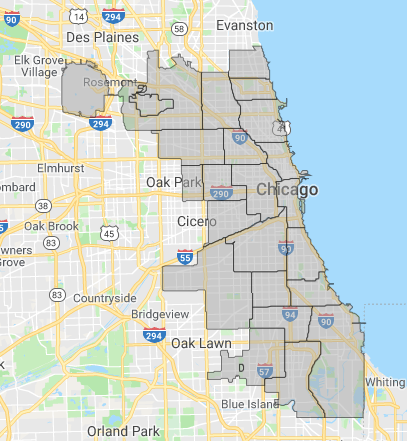 14
294
90
58
Evanston
Des Plaines
Elk Grove
Village
Rosemont
41
290
294
90
Elmhurst
ombard
Oak Park
290
Chicago
38
Cicero
Oak Brook
45
83
wners
Grove
55
90
83
Countryside
Bridgeview
94
90
294
Oak Lawn
k
57
Whiting
Blue Island
Orland Park